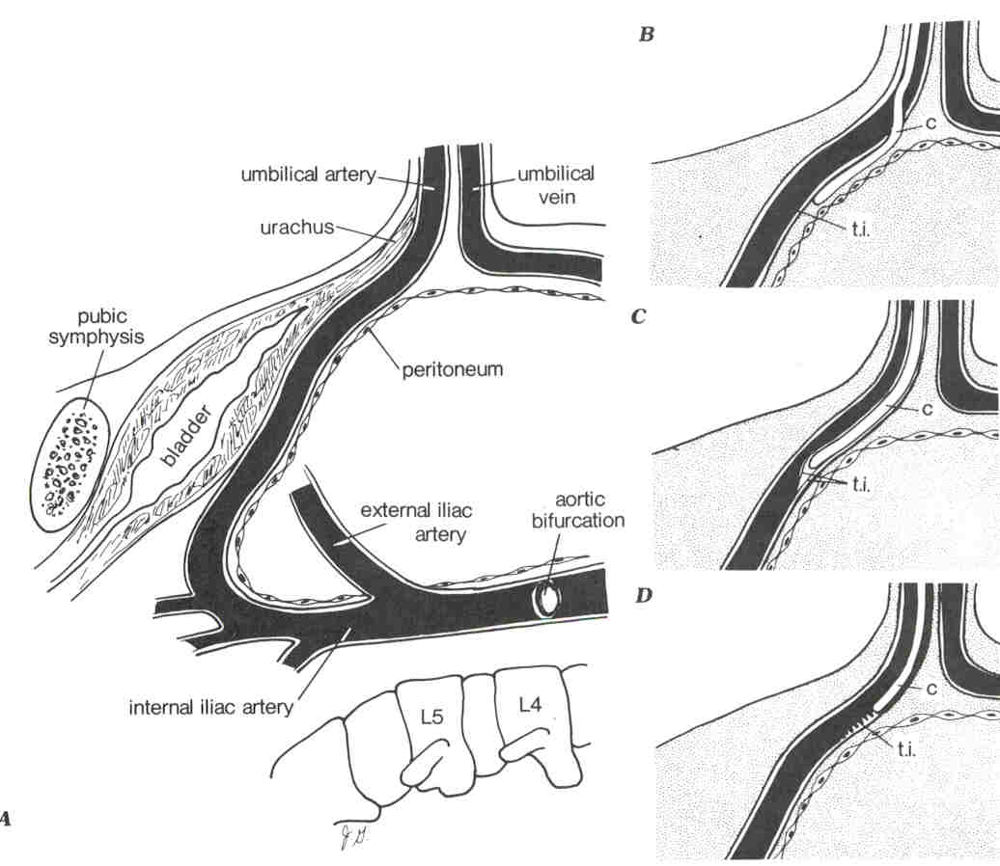 A
umbilical artery
umbilical
vein
urachus
pubic
symphysis
peritoneum
bladder
external iliac
artery
aortic
bifurcation
internal iliac artery
L5
L4
B
c
t.i.
C
c
t.i.
D
c
t.i.